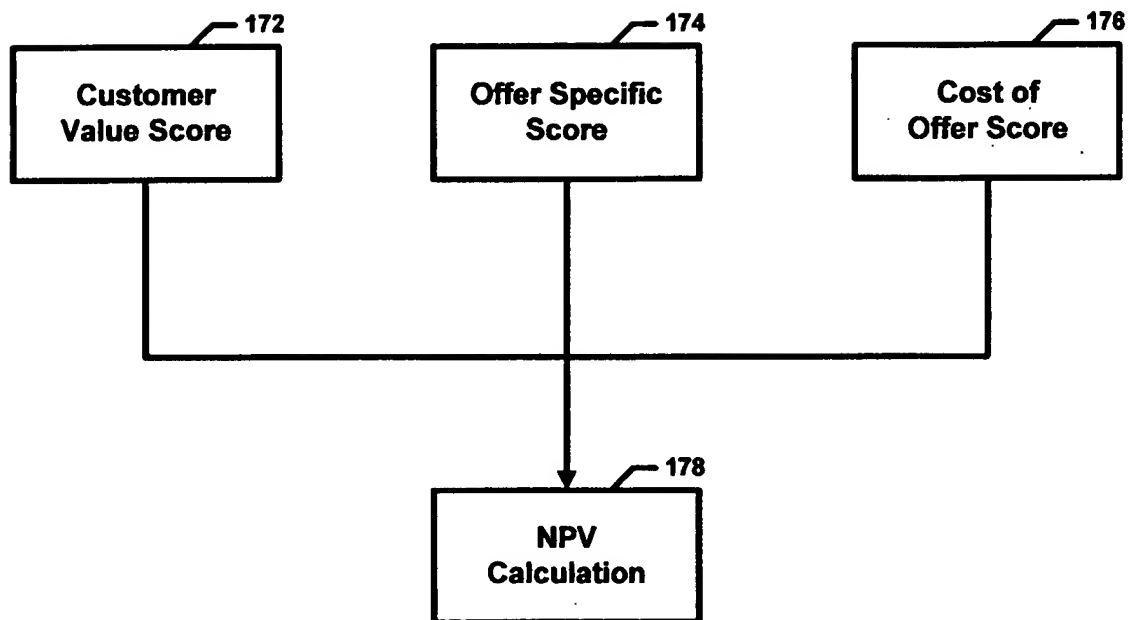 172
Customer
Value Score
174
Offer Specific
Score
176
Cost of
Offer Score
178
NPV
Calculation